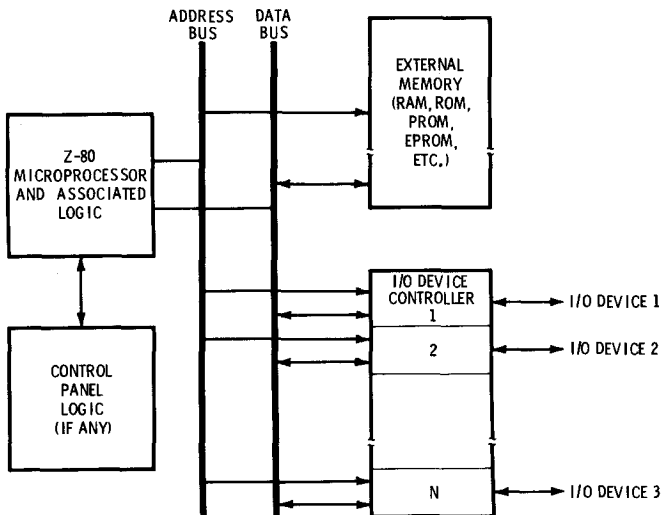 ADDRESS
BUS
DATA
BUS
EXTERNAL
MEMORY
(RAM, ROM,
PROM,
EPROM,
ETC.)
Z-80
MICROPROCESSOR
AND ASSOCIATED
LOGIC
CONTROL
PANEL
LOGIC
(IF ANY)
I/O DEVICE
CONTROLLER
1
I/O DEVICE 1
2
I/O DEVICE 2
N
I/O DEVICE 3